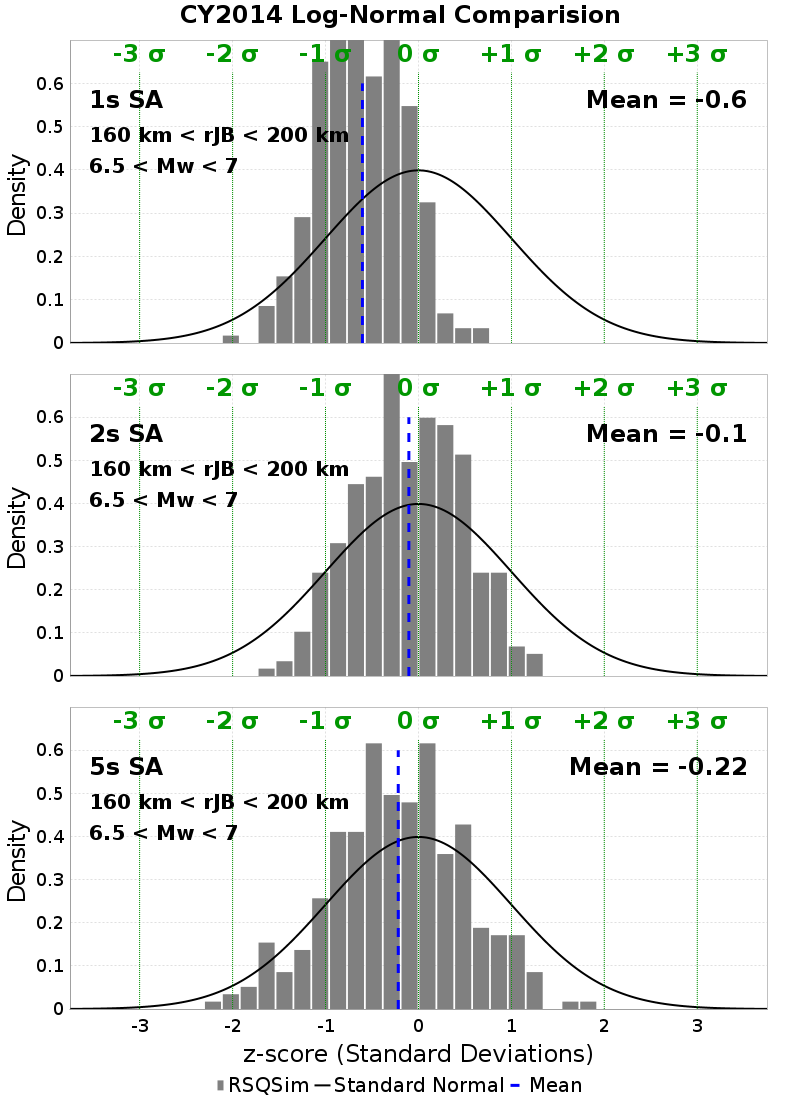 CY2014 Log-Normal Comparision
-3 σ -2 σ -1 σ 0 σ +1 σ +2 σ +3 σ
0.6
1s SA
Mean = -0.6
0.5
160 km < rJB < 200 km
0.4
6.5 < Mw < 7
0.3
0.2
0.1
0
Density
-3 σ -2 σ -1 σ 0 σ +1 σ +2 σ +3 σ
0.6
2s SA
Mean = -0.1
0.5
160 km < rJB < 200 km
0.4
6.5 < Mw < 7
0.3
0.2
0.1
0
Density
-3 σ -2 σ -1 σ 0 σ +1 σ +2 σ +3 σ
0.6
5s SA
Mean = -0.22
0.5
160 km < rJB < 200 km
0.4
6.5 < Mw < 7
0.3
0.2
0.1
0
Density
-3 -2 -1 0 1 2 3
z-score (Standard Deviations)
RSQSim Standard Normal Mean